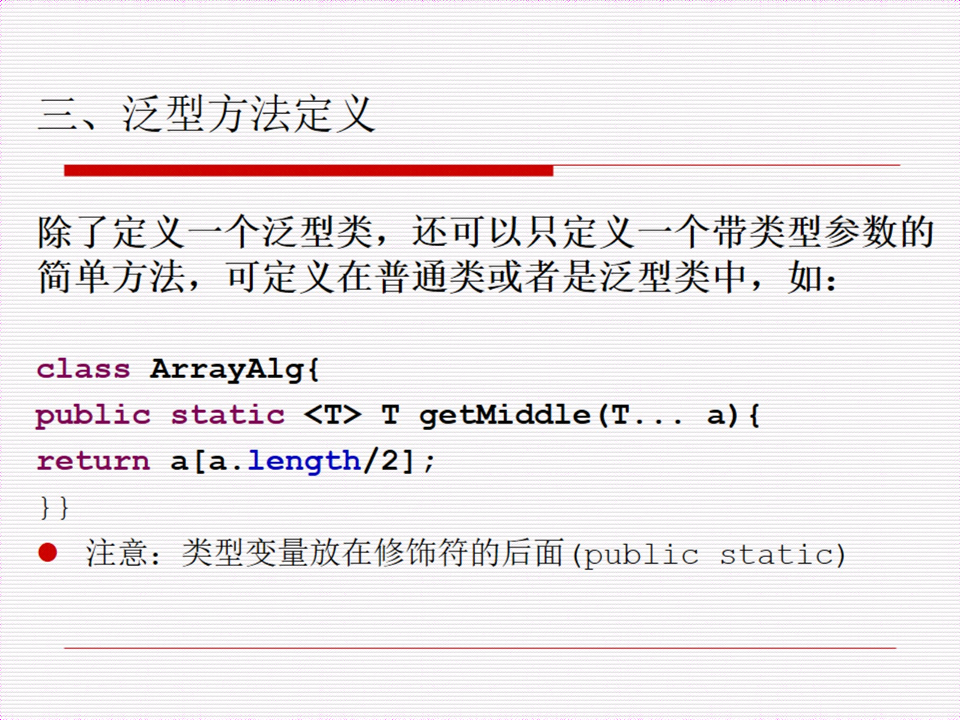 三、泛型方法定义
除了定义一个泛型类，还可以只定义一个带类型参数的
简单方法，可定义在普通类或者是泛型类中，如：
class ArrayAlg{
public static <T> T getMiddle(T... a){
return a[a.length/2];
}}
● 注意：类型变量放在修饰符的后面(public static)